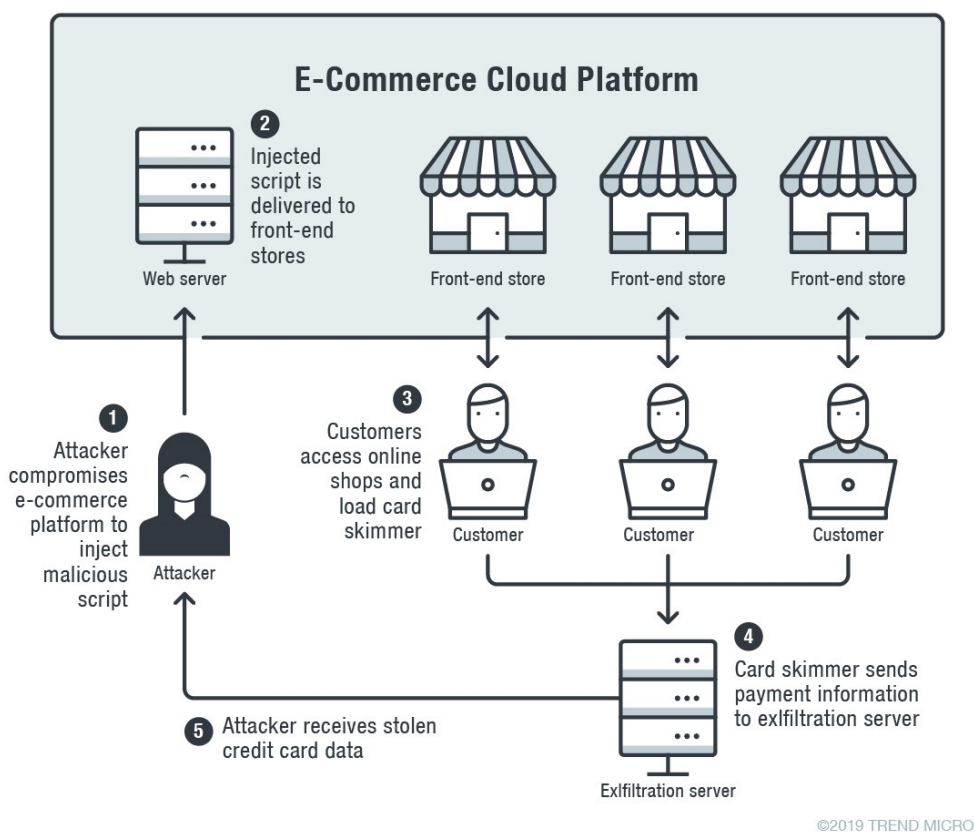 E-Commerce Cloud Platform
2
Injected
script is
delivered to
front-end
stores
Web server
Front-end store
Front-end store
Front-end store
1
Attacker
compromises
e-commerce
platform to
inject
malicious
script
Attacker
3
Customers
access online
shops and
load card
skimmer
Customer
Customer
Customer
4
Card skimmer sends
payment information
to exlfiltration server
5
Attacker receives stolen
credit card data
Exlfiltration server
©2019 TREND MICRO